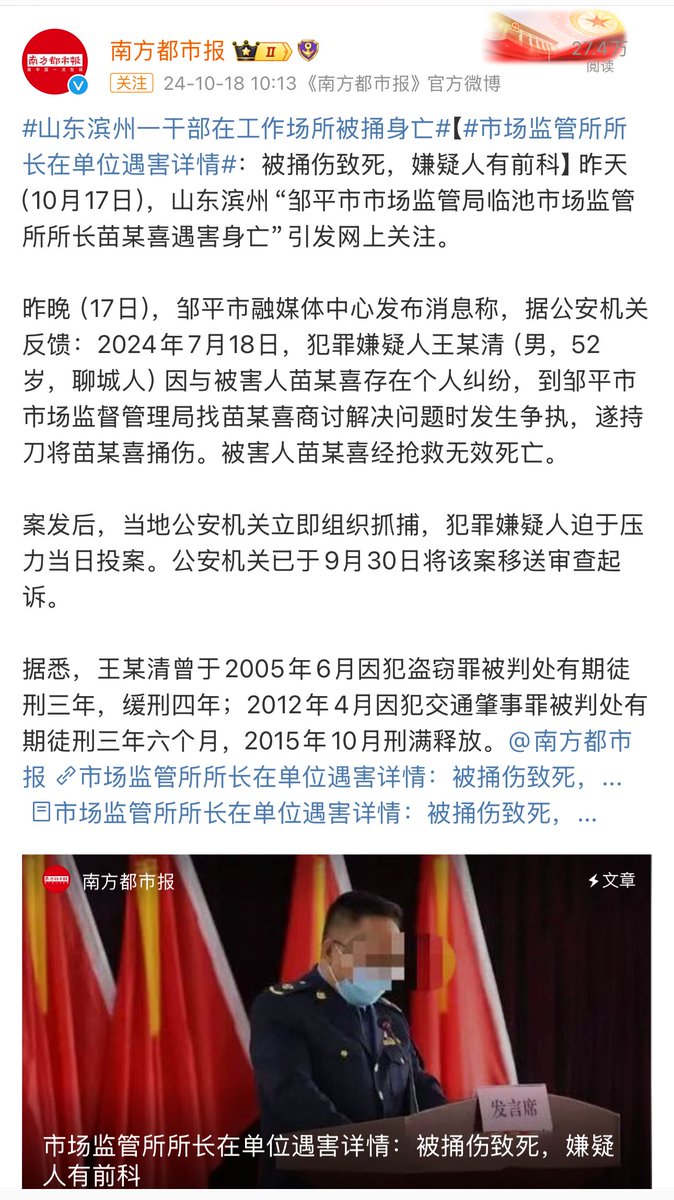 南方都市报
南方都市报 II
27.4万
阅读
关注 24-10-18 10:13 《南方都市报》官方微博
#山东滨州一干部在工作场所被捅身亡#【#市场监管所所
长在单位遇害详情#：被捅伤致死，嫌疑人有前科】昨天
(10月17日)，山东滨州“邹平市市场监管局临池市场监管
所所长苗某喜遇害身亡”引发网上关注。
昨晚 (17日)，邹平市融媒体中心发布消息称，据公安机关
反馈：2024年7月18日，犯罪嫌疑人王某清 (男，52
岁，聊城人) 因与被害人苗某喜存在个人纠纷，到邹平市
市场监督管理局找苗某喜商讨解决问题时发生争执，遂持
刀将苗某喜捅伤。被害人苗某喜经抢救无效死亡。
案发后，当地公安机关立即组织抓捕，犯罪嫌疑人迫于压
力当日投案。公安机关已于9月30日将该案移送审查起
诉。
据悉，王某清曾于2005年6月因犯盗窃罪被判处有期徒
刑三年，缓刑四年；2012年4月因犯交通肇事罪被判处有
期徒刑三年六个月，2015年10月刑满释放。@南方都市
报 市场监管所所长在单位遇害详情：被捅伤致死，...
市场监管所所长在单位遇害详情：被捅伤致死，...
南方都市报 文章
发言席
市场监管所所长在单位遇害详情：被捅伤致死，嫌疑
人有前科